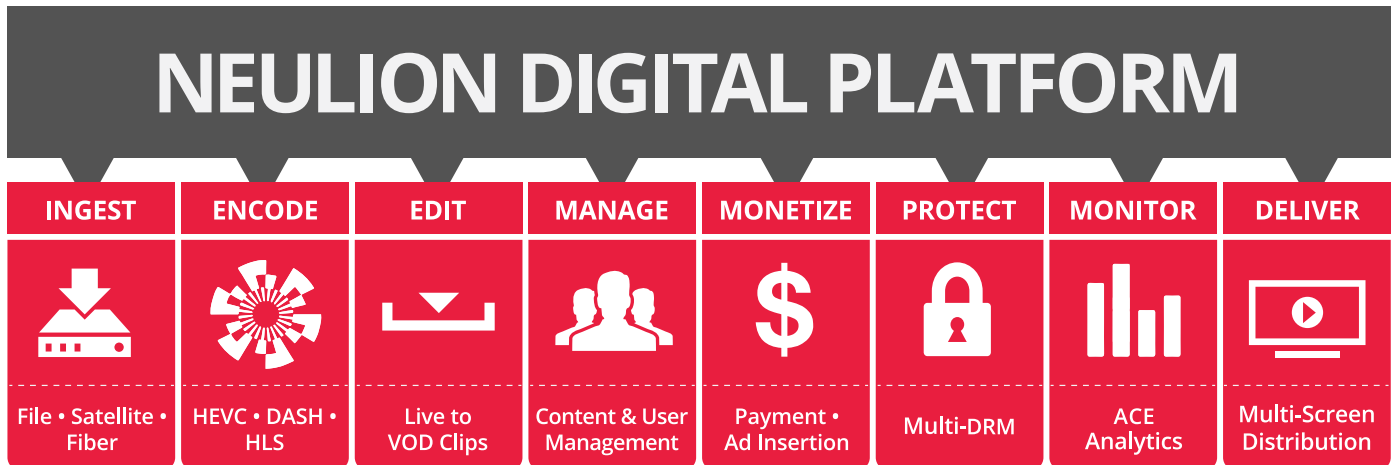 NEULION DIGITAL PLATFORM
INGEST
ENCODE
EDIT
MANAGE
MONETIZE
PROTECT
MONITOR
DELIVER
$
File • Satellite •
Fiber
HEVC • DASH •
HLS
Live to
VOD Clips
Content & User
Management
Payment •
Ad Insertion
Multi-DRM
ACE
Analytics
Multi-Screen
Distribution